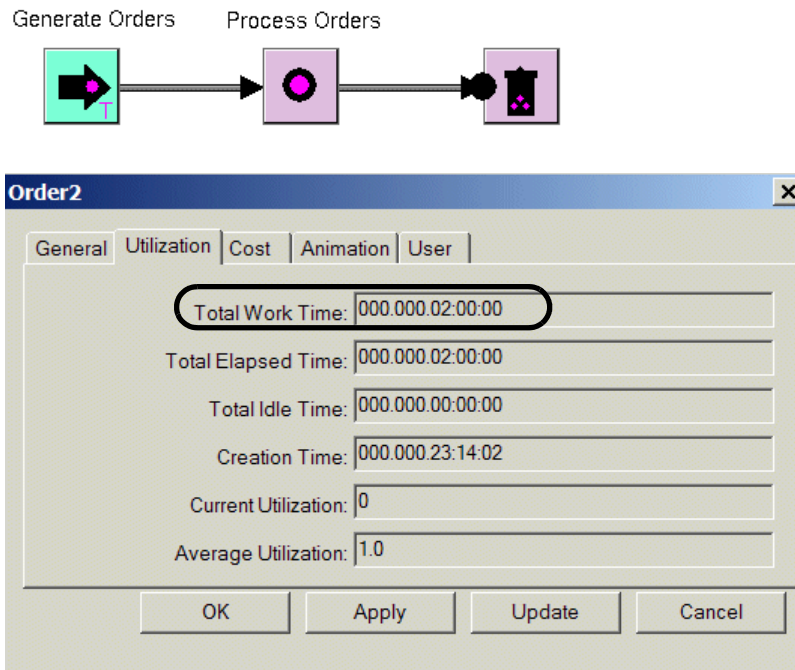 Generate Orders Process Orders
T
Order2
General Utilization Cost Animation User
Total Work Time: 000.000.02:00:00
Total Elapsed Time: 000.000.02:00:00
Total Idle Time: 000.000.00:00:00
Creation Time: 000.000.23:14:02
Current Utilization: 0
Average Utilization: 1.0
OK Apply Update Cancel